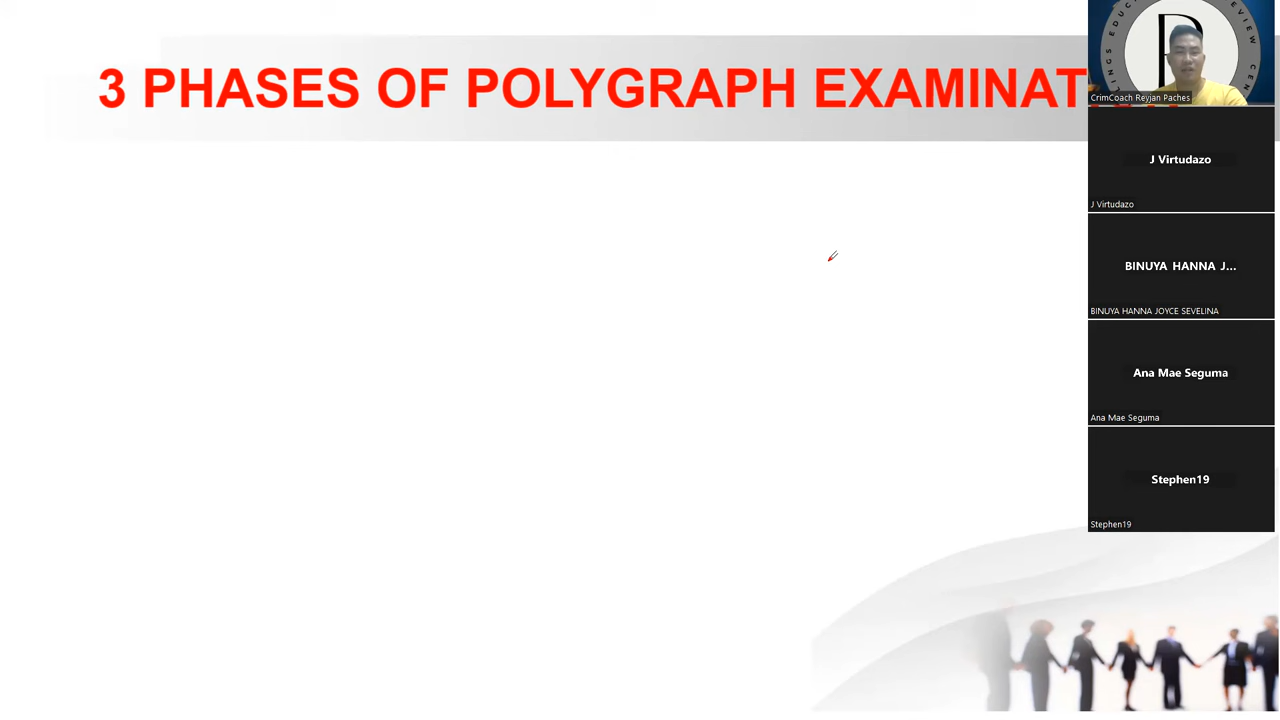 3 PHASES OF POLYGRAPH EXAMINAT
CrimCoach Reyjan Paches
J Virtudazo
J Virtudazo
BINUYA HANNA J...
BINUYA HANNA JOYCE SEVELINA
Ana Mae Seguma
Ana Mae Seguma
Stephen19
Stephen19